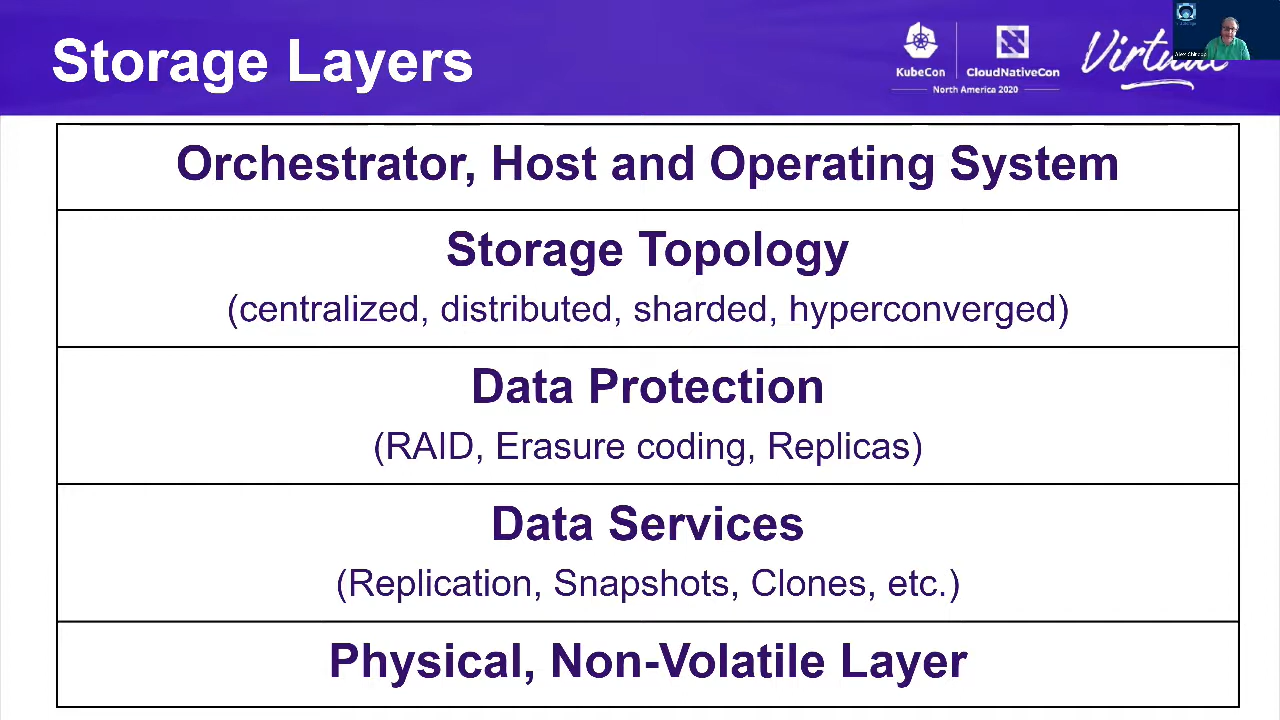 Storage Layers
KubeCon
CloudNativeCon
North America 2020
Virtual
Orchestrator, Host and Operating System
Storage Topology
(centralized, distributed, sharded, hyperconverged)
Data Protection
(RAID, Erasure coding, Replicas)
Data Services
(Replication, Snapshots, Clones, etc.)
Physical, Non-Volatile Layer